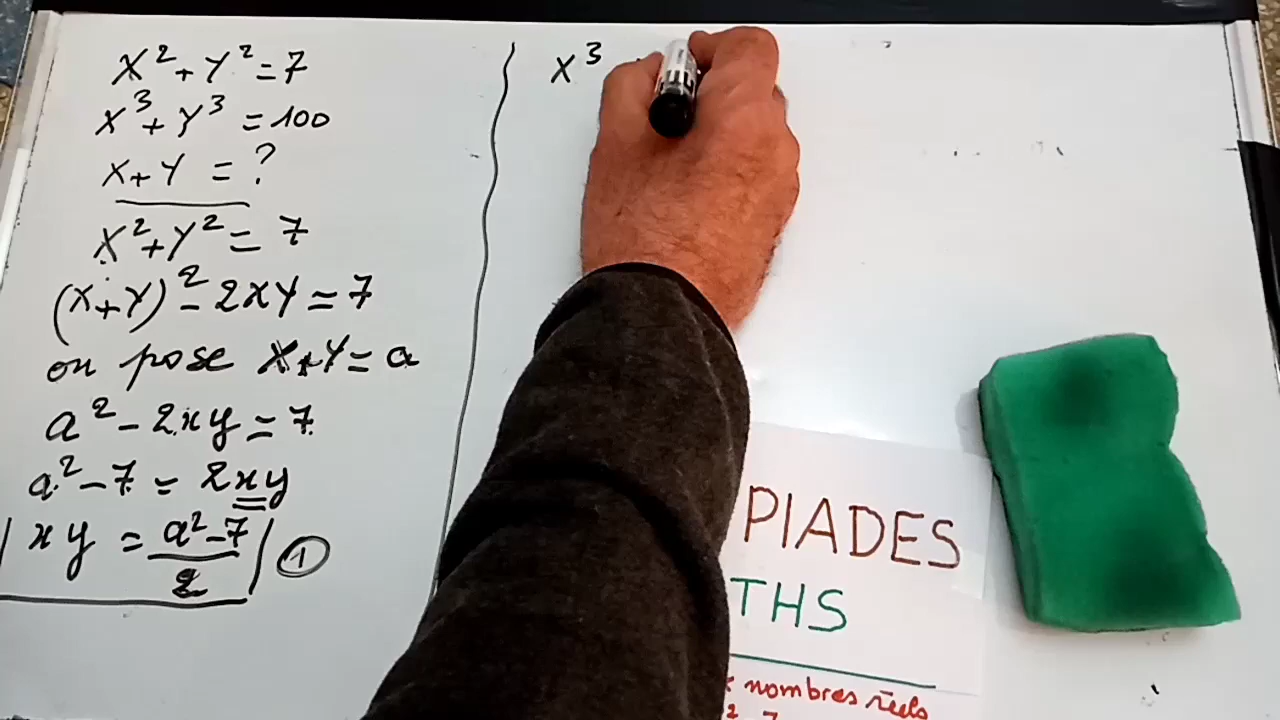 x² + y² = 7
x³ + y³ = 100
x + y = ?
x² + y² = 7
(x + y)² - 2xy = 7
on pose x + y = a
a² - 2xy = 7
a² - 7 = 2xy
xy = (a² - 7)/2 ①
x³
PIADES
THS
nombres réels